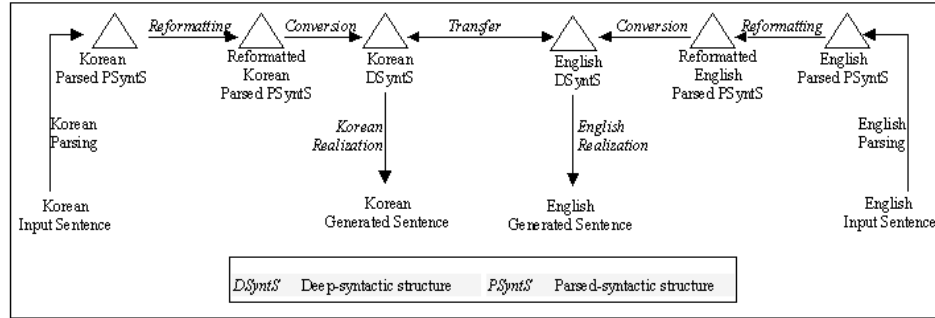 Reformatting Conversion Transfer Conversion Reformatting
Korean
Parsed PSyntS
Reformatted
Korean
Parsed PSyntS
Korean
DSyntS
English
DSyntS
Reformatted
English
Parsed PSyntS
English
Parsed PSyntS
Korean
Parsing
Korean
Realization
English
Realization
English
Parsing
Korean
Input Sentence
Korean
Generated Sentence
English
Generated Sentence
English
Input Sentence
DSyntS Deep-syntactic structure PSyntS Parsed-syntactic structure